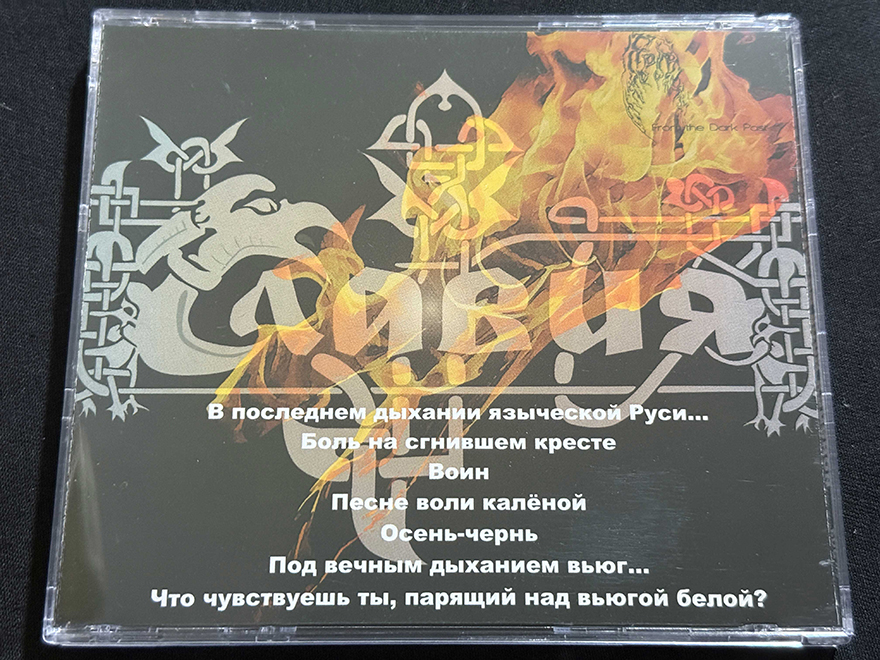 From the Dark Past
Славия
В последнем дыхании языческой Руси...
Боль на сгнившем кресте
Воин
Песне воли калёной
Осень-чернь
Под вечным дыханием вьюг...
Что чувствуешь ты, парящий над вьюгой белой?